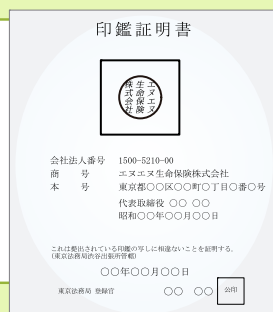 印鑑証明書
エヌエヌ
生命保険
株式会社
会社法人番号 1500-5210-00
商 号 エヌエヌ生命保険株式会社
本 号 東京都〇〇区〇〇町〇丁目〇番〇号
代表取締役 〇〇 〇〇
昭和〇〇年〇〇月〇〇日
これは提出されている印鑑の写しに相違ないことを証明する。
(東京法務局渋谷出張所管轄)
〇〇年〇〇月〇〇日
東京法務局 登録官 〇〇 〇〇 公印